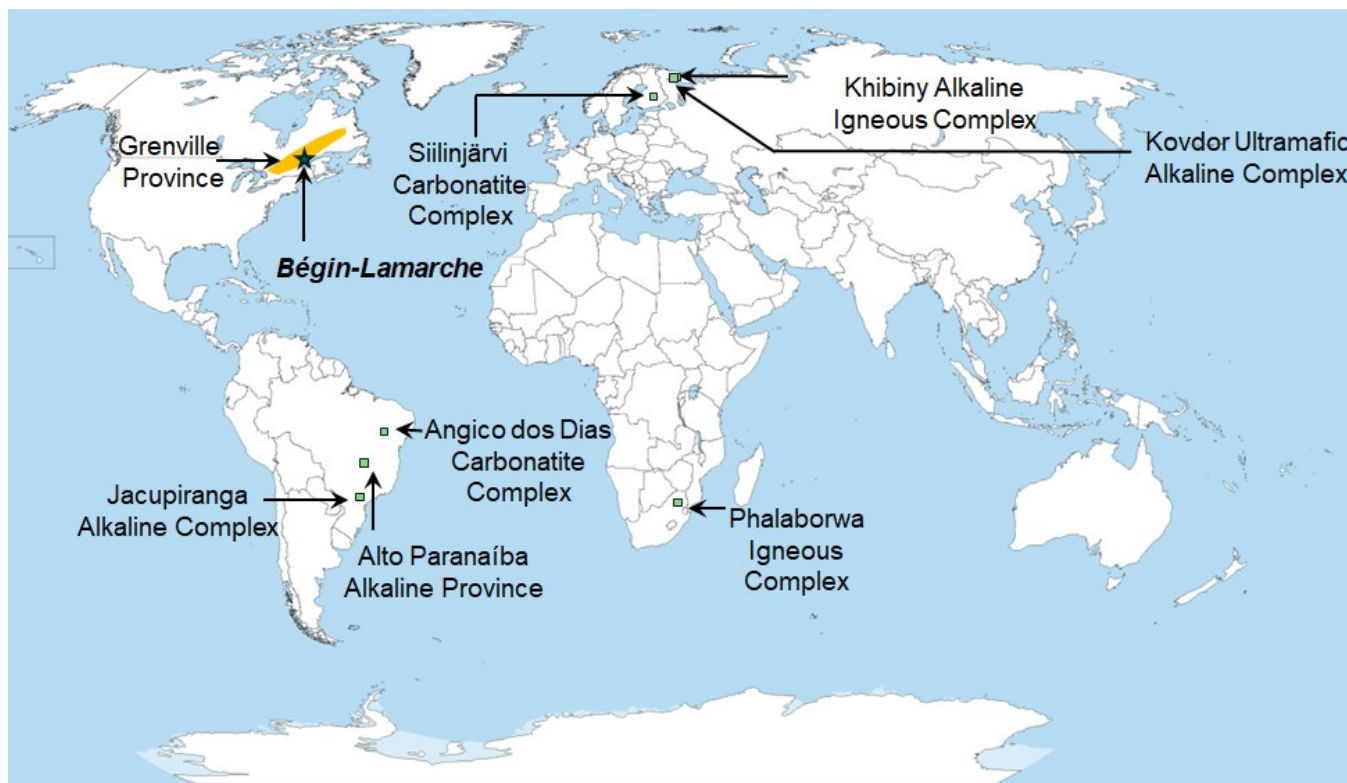 Grenville
Province
Bégin-Lamarche
Siilinjärvi
Carbonatite
Complex
Khibiny Alkaline
Igneous Complex
Kovdor Ultramafic
Alkaline Complex
Angico dos Dias
Carbonatite
Complex
Jacupiranga
Alkaline Complex
Alto Paranaíba
Alkaline Province
Phalaborwa
Igneous
Complex